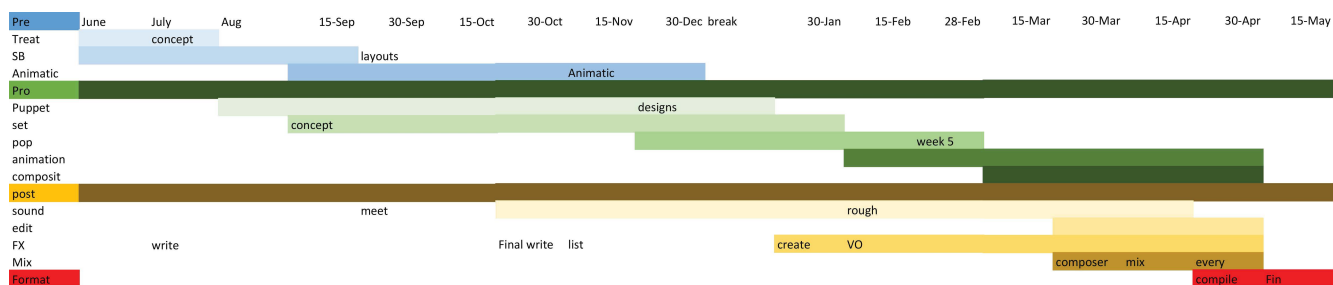 Pre June July Aug 15-Sep 30-Sep 15-Oct 30-Oct 15-Nov 30-Dec break 30-Jan 15-Feb 28-Feb 15-Mar 30-Mar 15-Apr 30-Apr 15-May
Treat concept
SB layouts
Animatic Animatic
Pro
Puppet designs
set concept
pop week 5
animation
composit
post
sound meet rough
edit
FX write Final write list create VO
Mix composer mix every
Format compile Fin